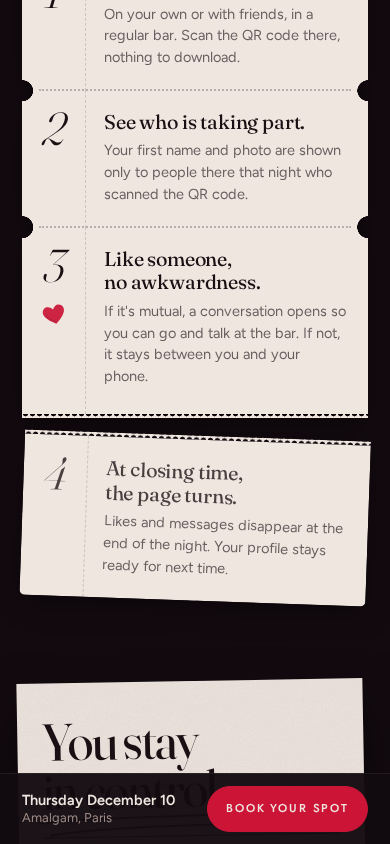 1
On your own or with friends, in a
regular bar. Scan the QR code there,
nothing to download.
2
See who is taking part.
Your first name and photo are shown
only to people there that night who
scanned the QR code.
3
Like someone,
no awkwardness.
If it's mutual, a conversation opens so
you can go and talk at the bar. If not,
it stays between you and your
phone.
4
At closing time,
the page turns.
Likes and messages disappear at the
end of the night. Your profile stays
ready for next time.
You stay
in control
Thursday December 10
Amalgam, Paris
BOOK YOUR SPOT